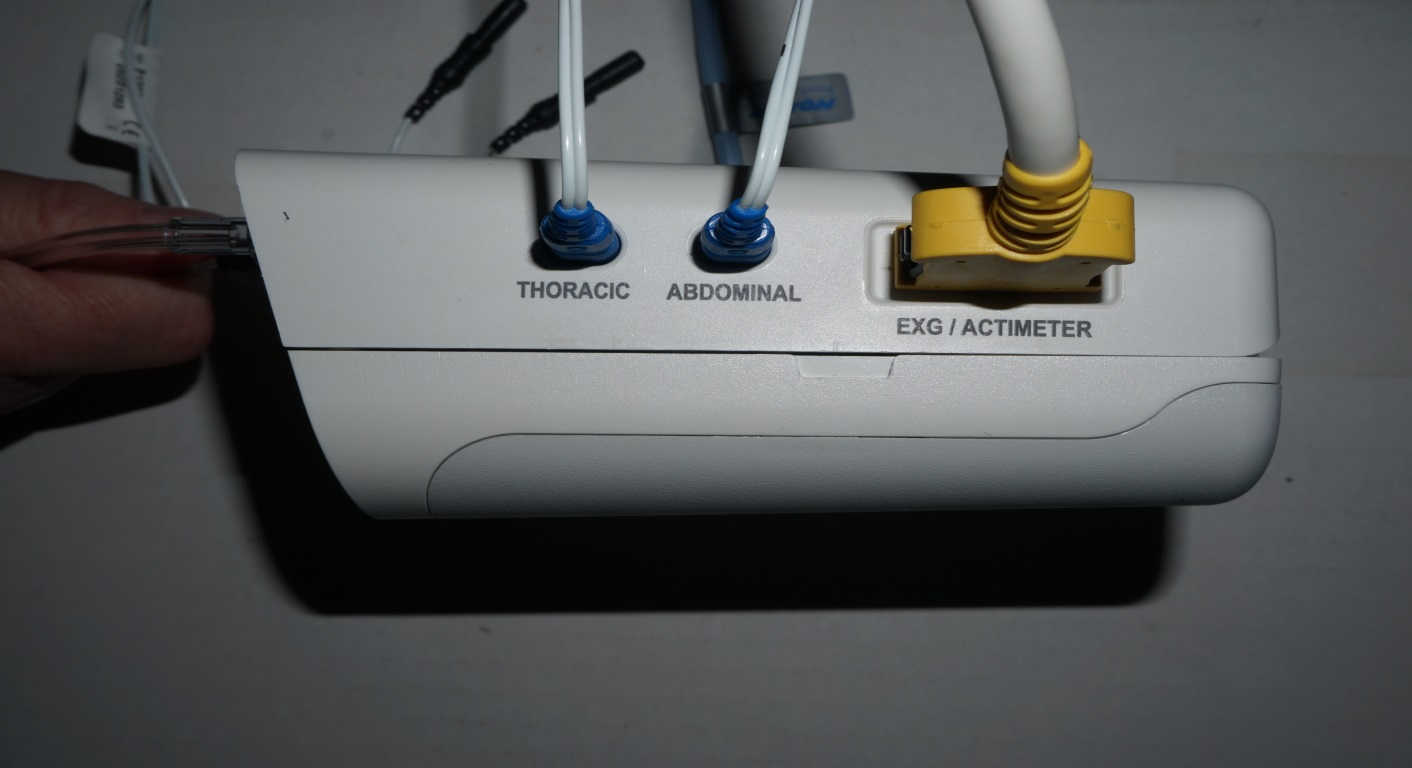 THORACIC
ABDOMINAL
EXG / ACTIMETER